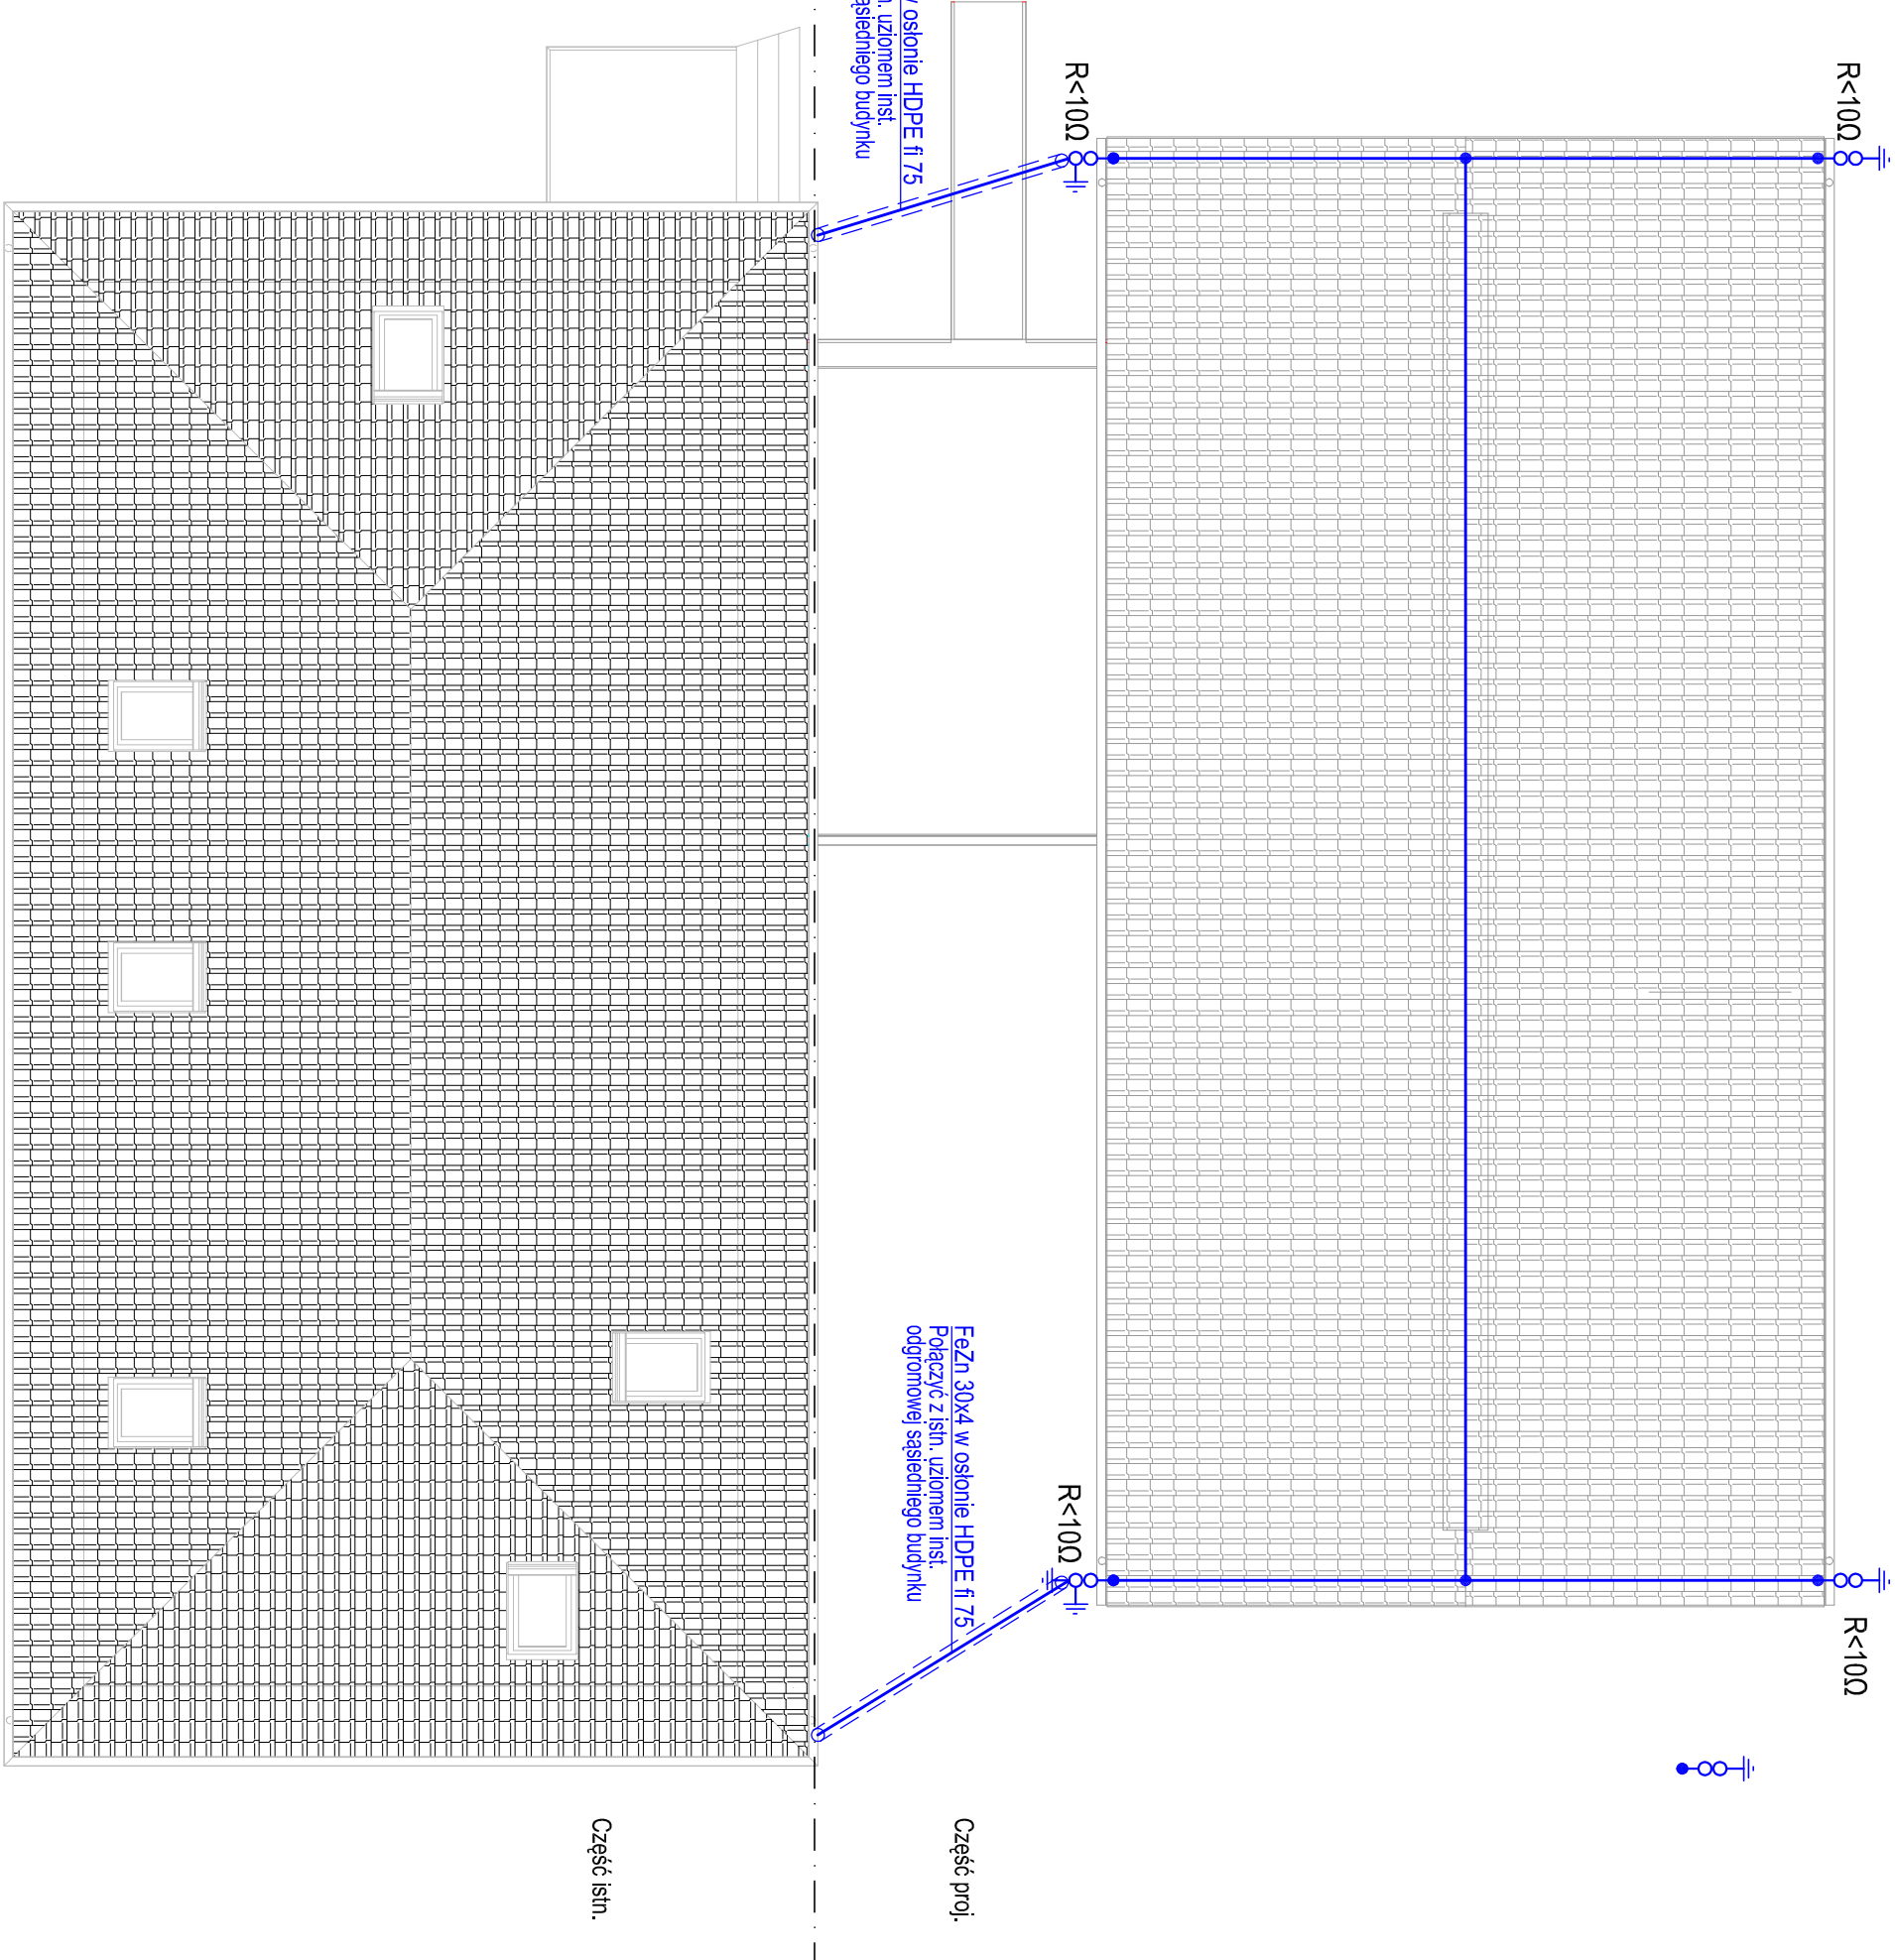 R<10Ω
R<10Ω
w osłonie HDPE fi 75
uziomem inst.
sąsiedniego budynku
FeZn 30x4 w osłonie HDPE fi 75
Połączyć z istn. uziomem inst.
odgromowej sąsiedniego budynku
R<10Ω
R<10Ω
Część proj.
Część istn.